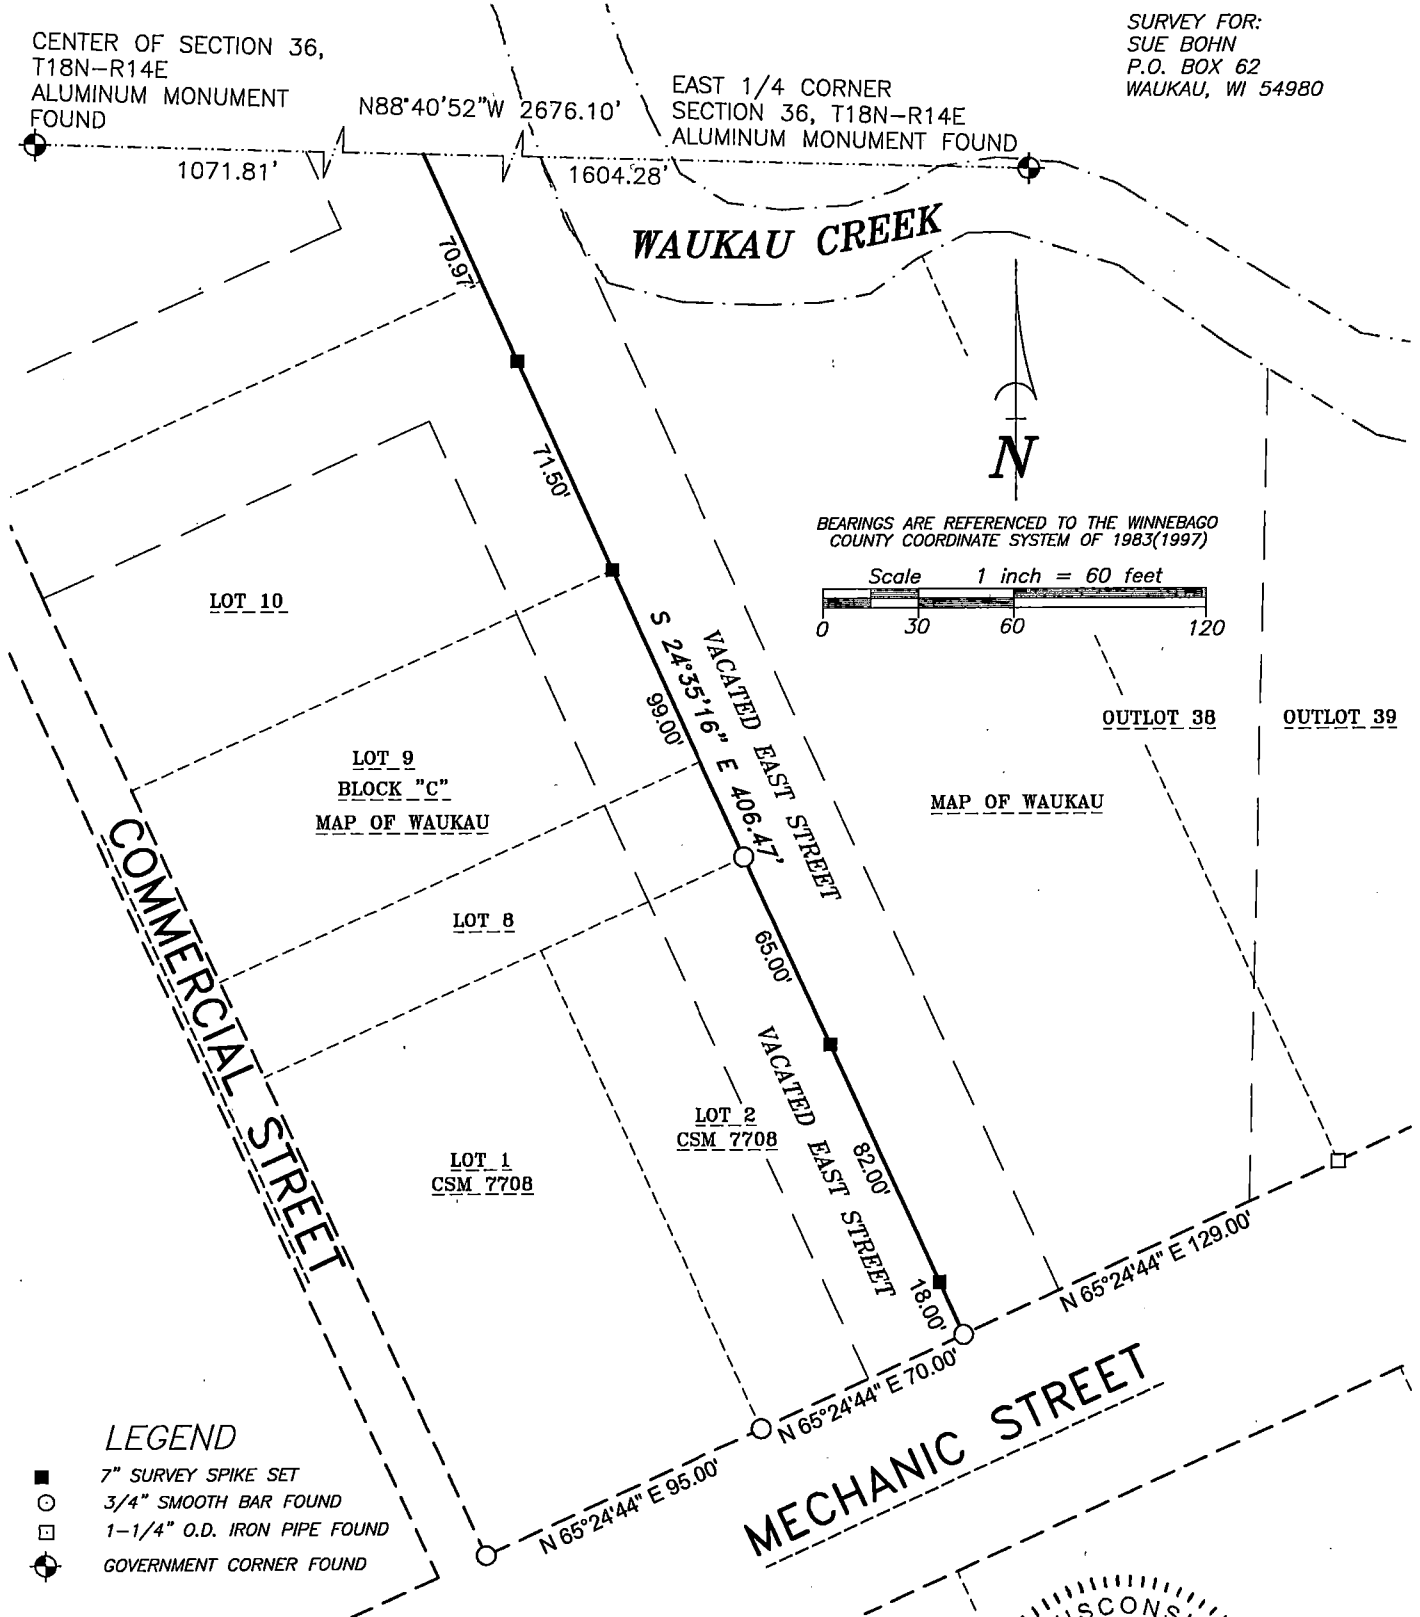 SURVEY FOR:
SUE BOHN
P.O. BOX 62
WAUKAU, WI 54980
CENTER OF SECTION 36,
T18N-R14E
ALUMINUM MONUMENT
FOUND
N88°40'52"W 2676.10'
EAST 1/4 CORNER
SECTION 36, T18N-R14E
ALUMINUM MONUMENT FOUND
1071.81'
1604.28'
WAUKAU CREEK
70.97'
71.50'
N
BEARINGS ARE REFERENCED TO THE WINNEBAGO
COUNTY COORDINATE SYSTEM OF 1983(1997)
Scale 1 inch = 60 feet
0 30 60 120
LOT 10
S 24°35'16" E 406.47'
VACATED EAST STREET
99.00'
OUTLOT 38
OUTLOT 39
LOT 9
BLOCK "C"
MAP OF WAUKAU
MAP OF WAUKAU
COMMERCIAL STREET
LOT 8
65.00'
VACATED EAST STREET
LOT 2
CSM 7708
LOT 1
CSM 7708
82.00'
18.00'
N 65°24'44" E 129.00'
N 65°24'44" E 70.00'
N 65°24'44" E 95.00'
MECHANIC STREET
LEGEND
7" SURVEY SPIKE SET
3/4" SMOOTH BAR FOUND
1-1/4" O.D. IRON PIPE FOUND
GOVERNMENT CORNER FOUND